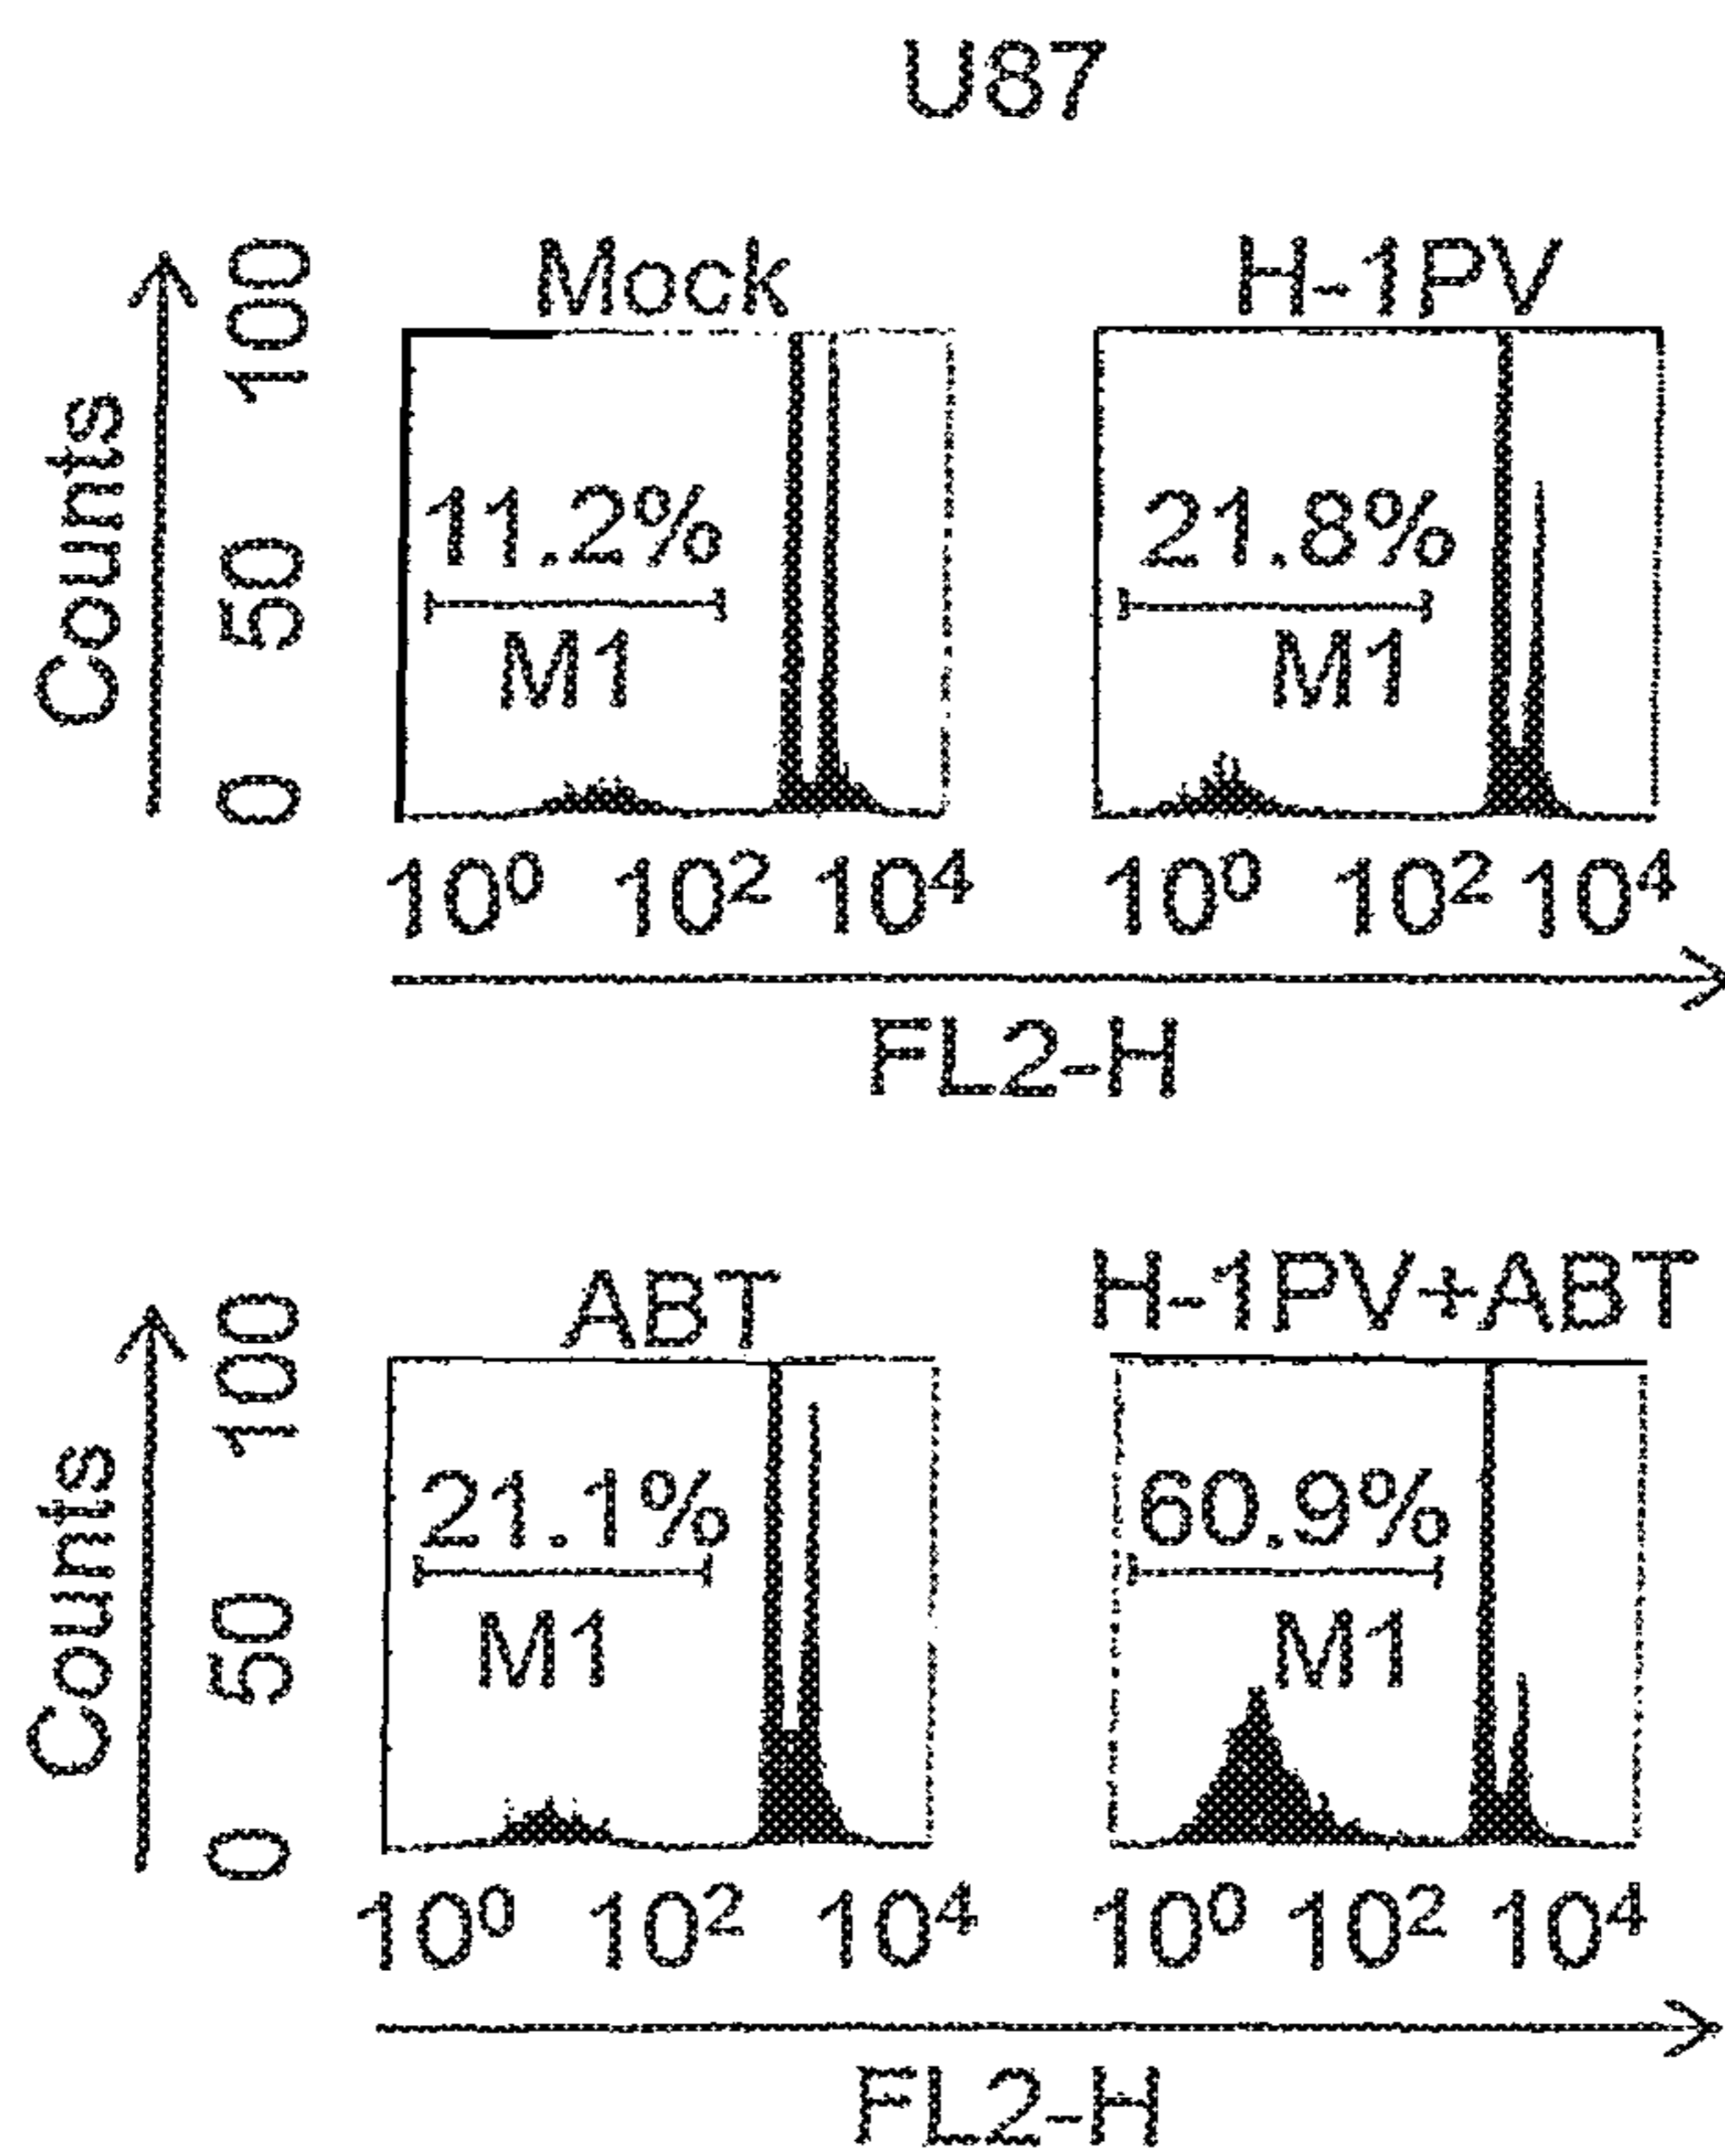 U87
Mock H-1PV
Counts
0 50 100
11.2% 21.8%
M1 M1
10⁰ 10² 10⁴ 10⁰ 10² 10⁴
FL2-H
ABT H-1PV+ABT
Counts
0 50 100
21.1% 60.9%
M1 M1
10⁰ 10² 10⁴ 10⁰ 10² 10⁴
FL2-H